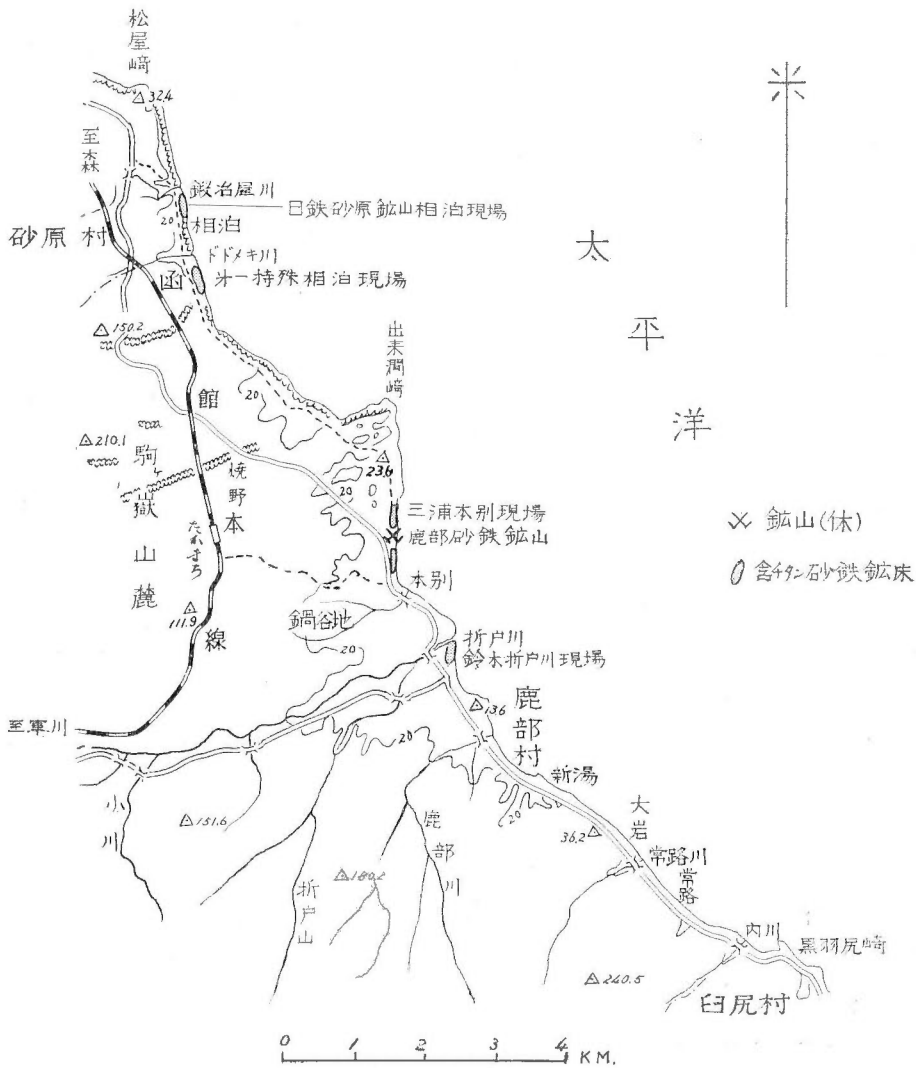 松屋崎
32.4
至森
鍛冶屋川
相泊
日鉄砂原鉱山相泊現場
20
砂原村
ドドメキ川
才一特殊相泊現場
函館本線
太平洋
150.2
出来澗崎
20
210.1
駒嶽山麓
焼野
23.6
20
三浦本別現場
鹿部砂鉄鉱山
鉱山(休)
含チタン砂鉄鉱床
本別
鍋谷地
111.9
20
折戸川
鈴木折戸川現場
至軍川
13.6
鹿部村
20
新湯
20
大岩
小川
151.6
36.2
鹿部川
常路川
常路
180.2
折戸山
内川
黒羽尻崎
240.5
臼尻村
0 1 2 3 4 KM.